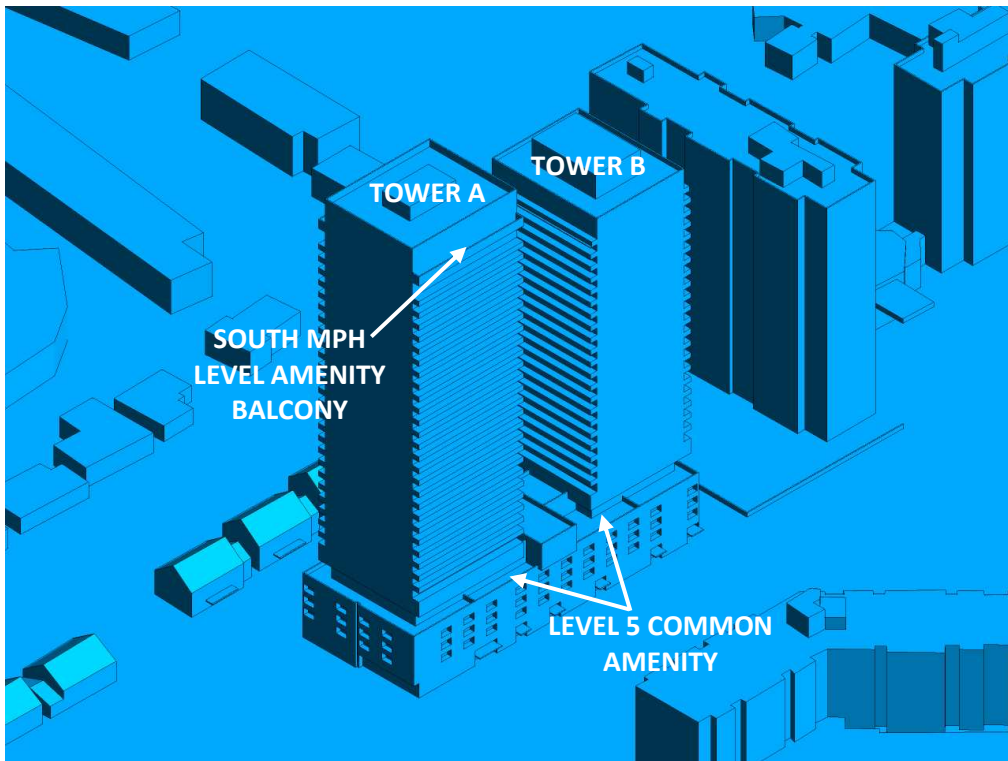 TOWER A
TOWER B
SOUTH MPH
LEVEL AMENITY
BALCONY
LEVEL 5 COMMON
AMENITY